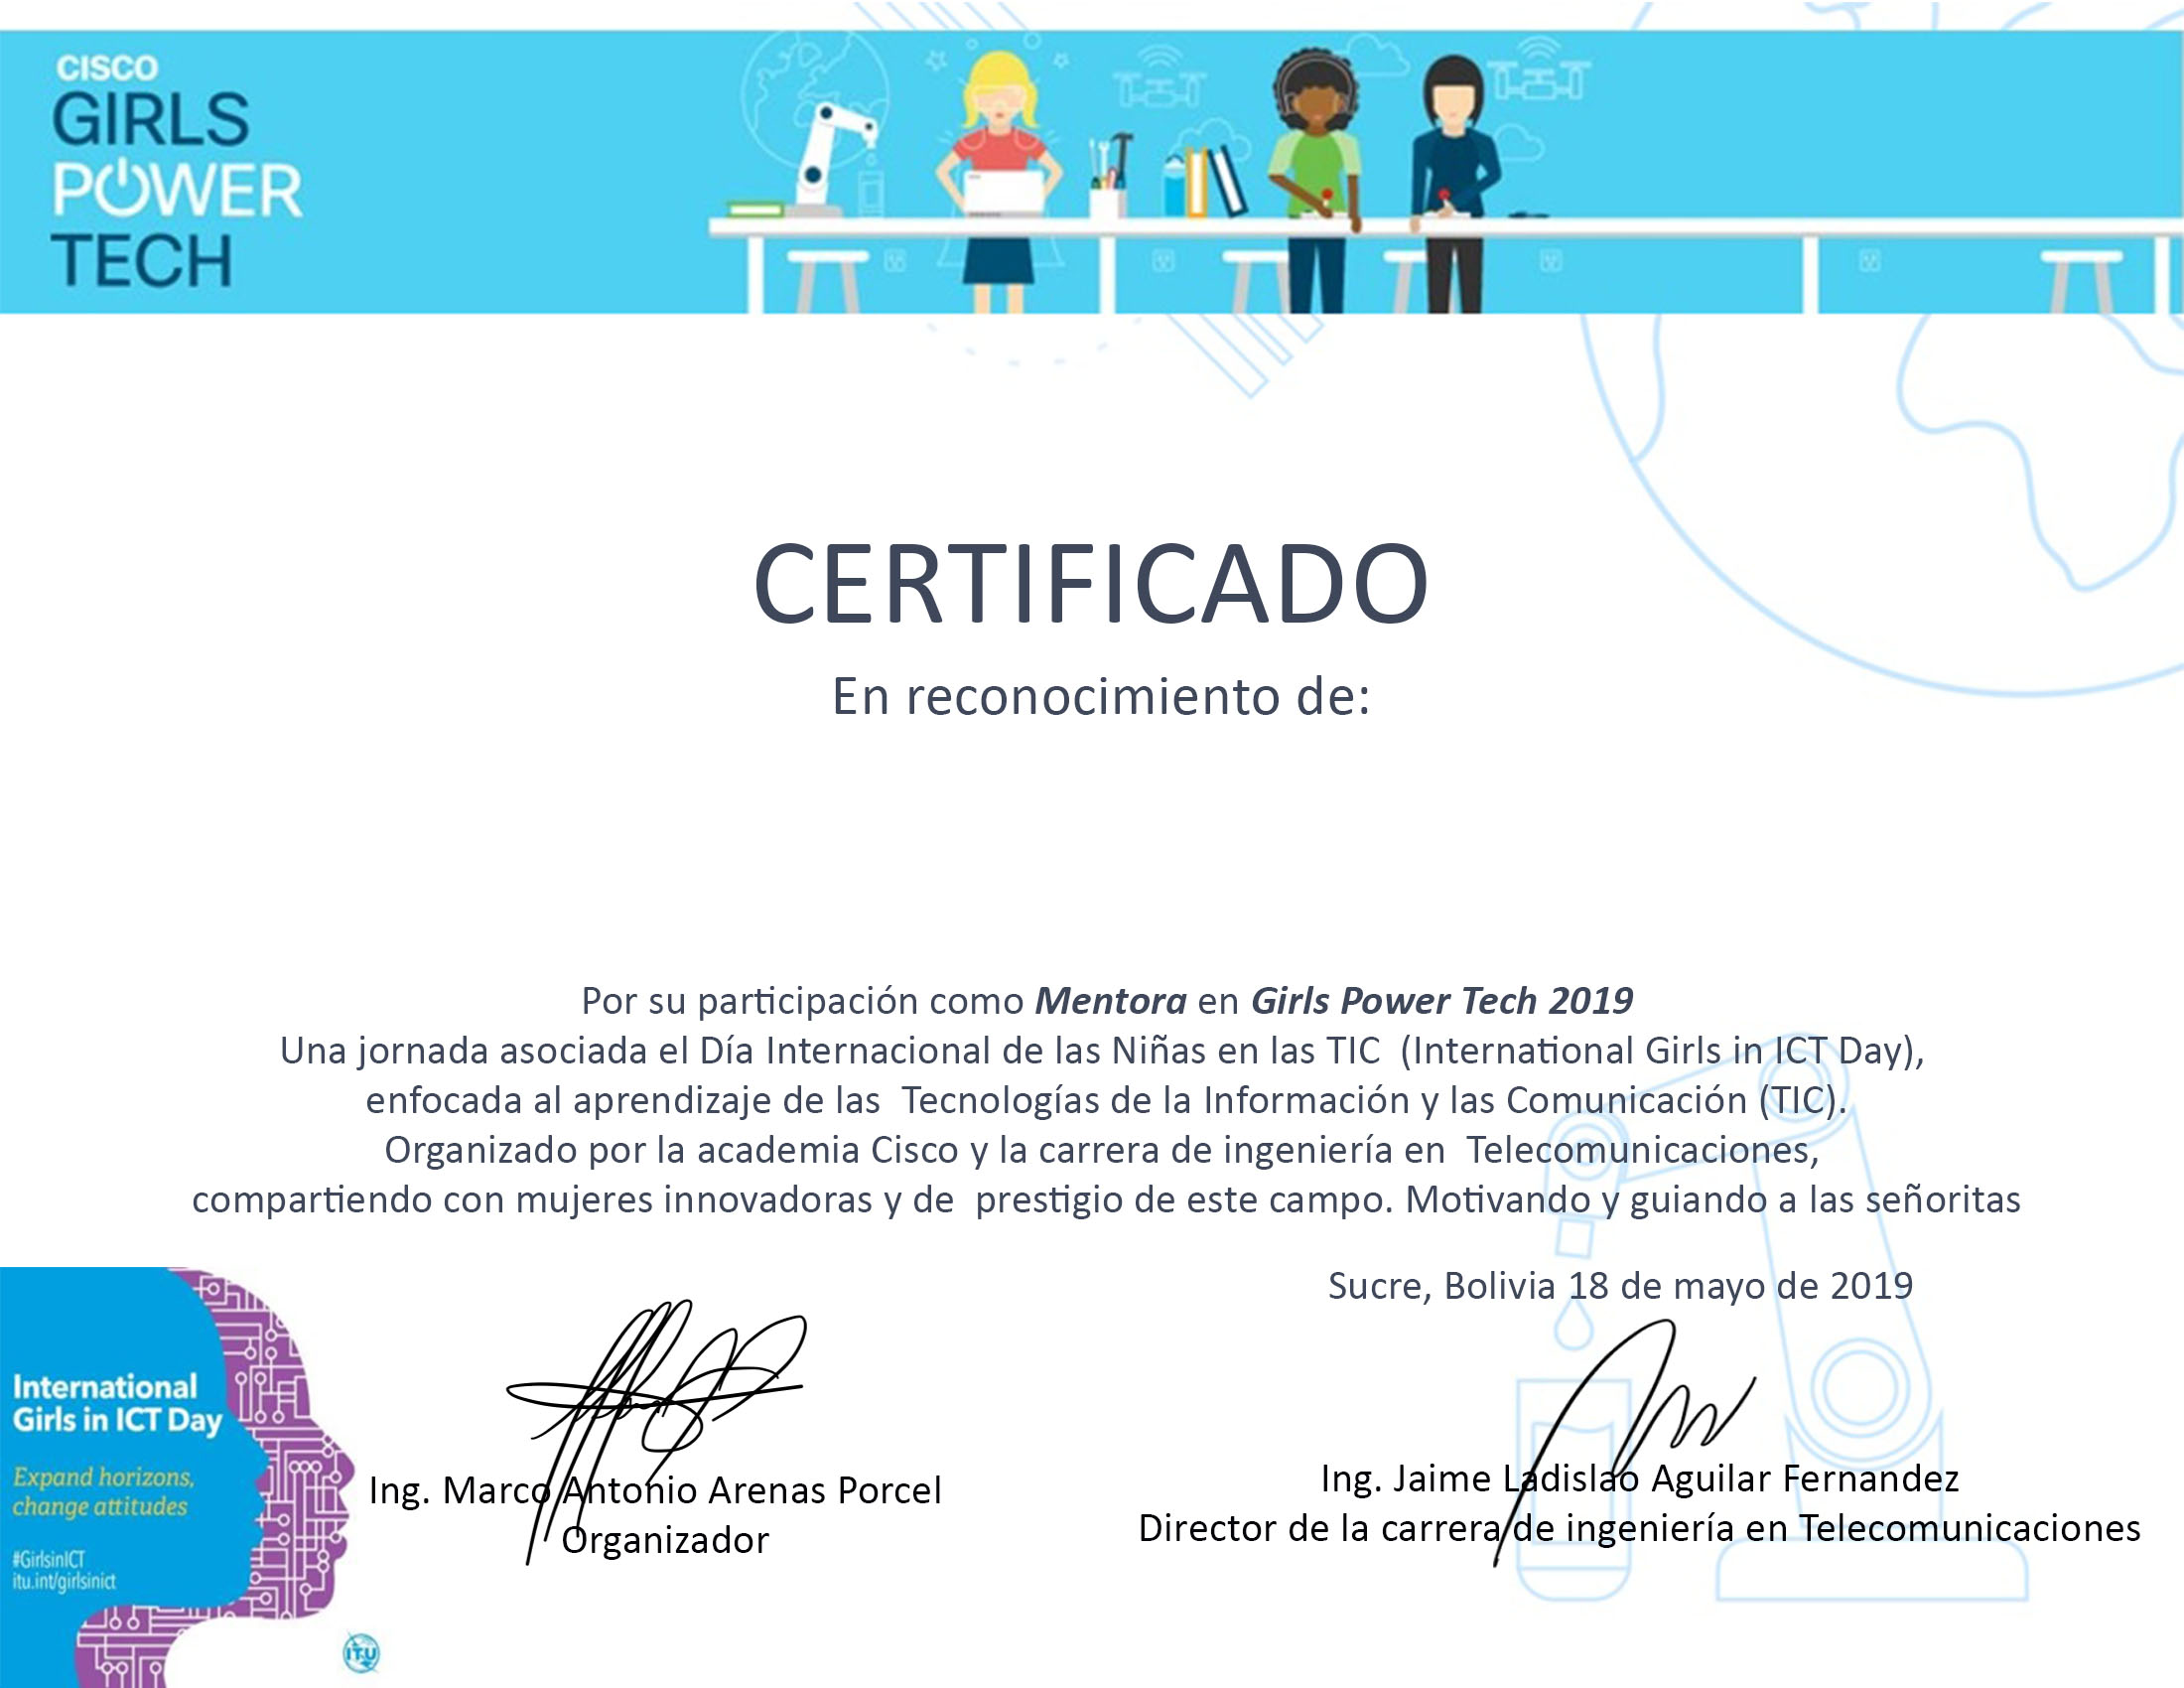 CISCO
GIRLS
POWER
TECH
CERTIFICADO
En reconocimiento de:
Por su participación como Mentora en Girls Power Tech 2019
Una jornada asociada el Día Internacional de las Niñas en las TIC (International Girls in ICT Day),
enfocada al aprendizaje de las Tecnologías de la Información y las Comunicación (TIC).
Organizado por la academia Cisco y la carrera de ingeniería en Telecomunicaciones,
compartiendo con mujeres innovadoras y de prestigio de este campo. Motivando y guiando a las señoritas
Sucre, Bolivia 18 de mayo de 2019
International
Girls in ICT Day
Expand horizons,
change attitudes
#GirlsinICT
itu.int/girlsinict
ITU
Ing. Marco Antonio Arenas Porcel
Organizador
Ing. Jaime Ladislao Aguilar Fernandez
Director de la carrera de ingeniería en Telecomunicaciones